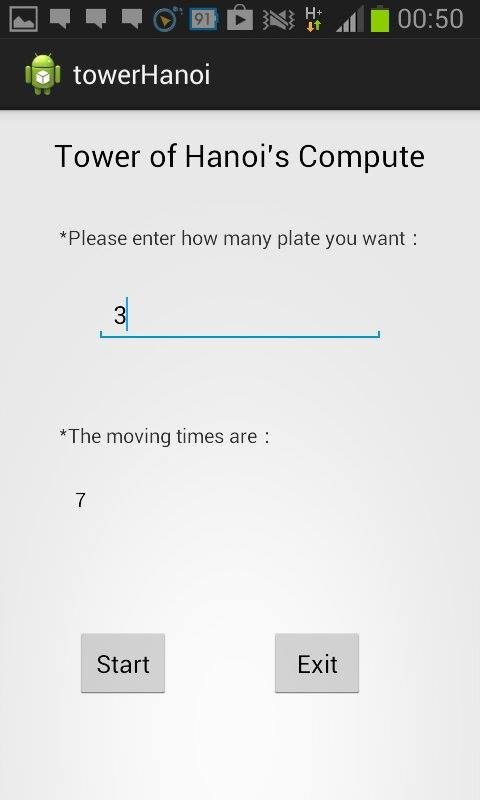 91 H+ 00:50
towerHanoi
Tower of Hanoi's Compute
*Please enter how many plate you want :
3
*The moving times are :
7
Start Exit